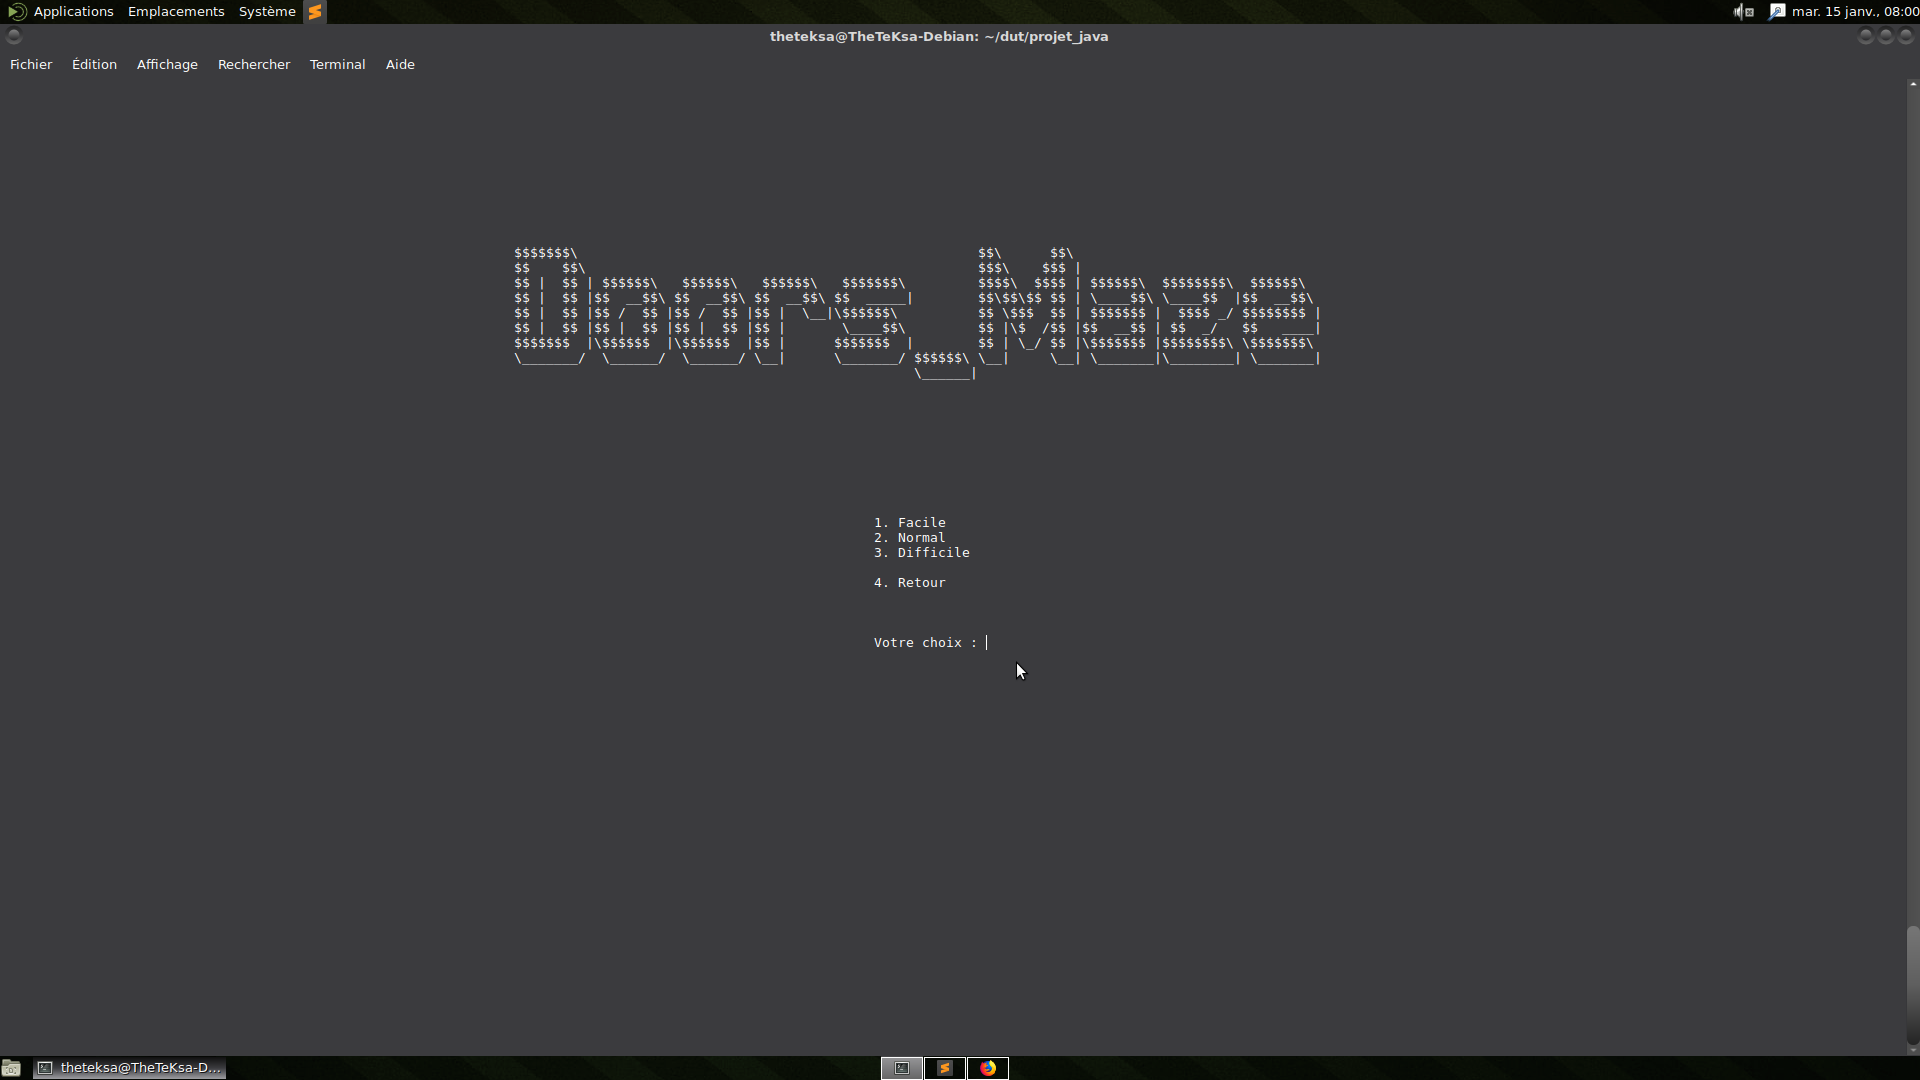 Applications Emplacements Système mar. 15 janv., 08:00
theteksa@TheTeKsa-Debian: ~/dut/projet_java
Fichier Édition Affichage Rechercher Terminal Aide
Doors_Maze
1. Facile
2. Normal
3. Difficile
4. Retour
Votre choix :
theteksa@TheTeKsa-D...